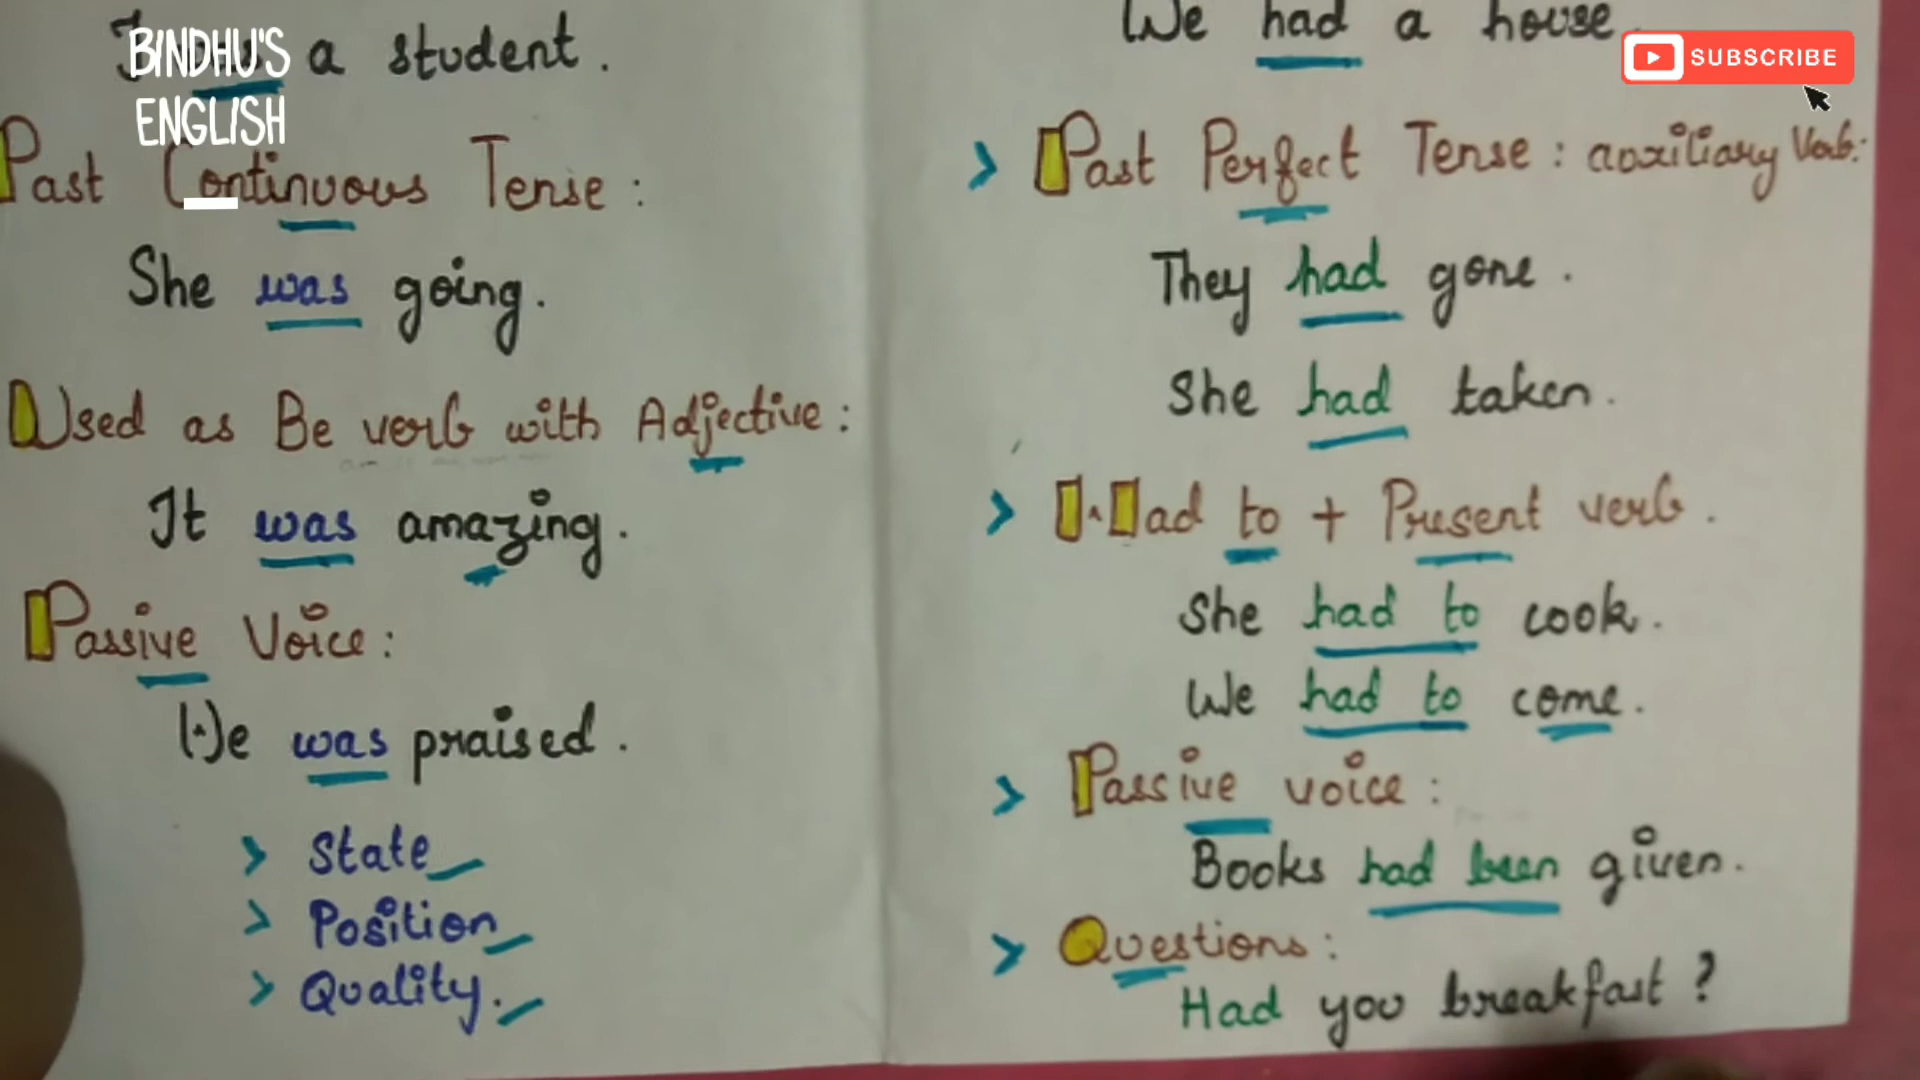 BINDHU'S
ENGLISH
SUBSCRIBE
I was a student.
Past Continuous Tense:
She was going.
Used as Be verb with Adjective:
It was amazing.
Passive Voice:
He was praised.
> State
> Position
> Quality.
We had a house.
> Past Perfect Tense: auxiliary Verb:
They had gone.
She had taken.
> Had to + Present verb.
She had to cook.
We had to come.
> Passive voice:
Books had been given.
> Questions:
Had you breakfast?